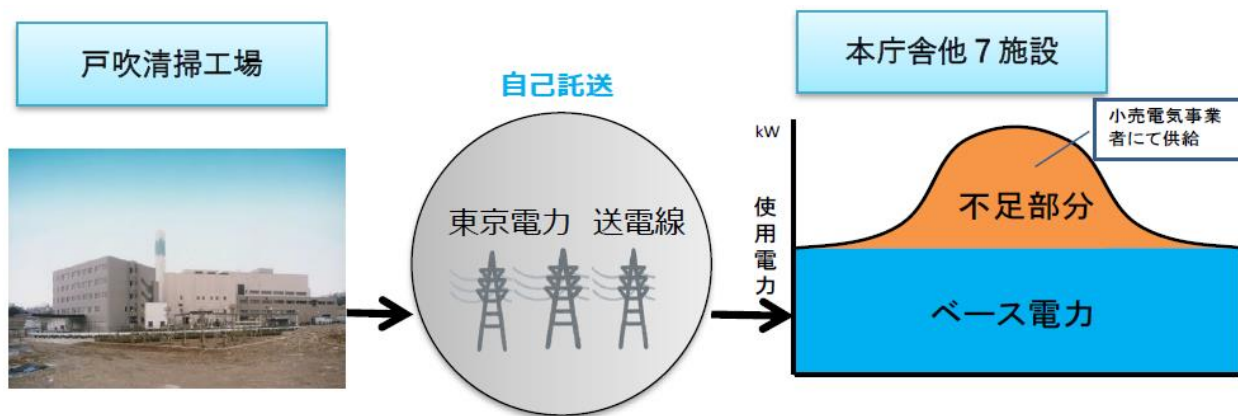 戸吹清掃工場
自己託送
東京電力 送電線
本庁舎他7施設
kW
使用電力
小売電気事業
者にて供給
不足部分
ベース電力